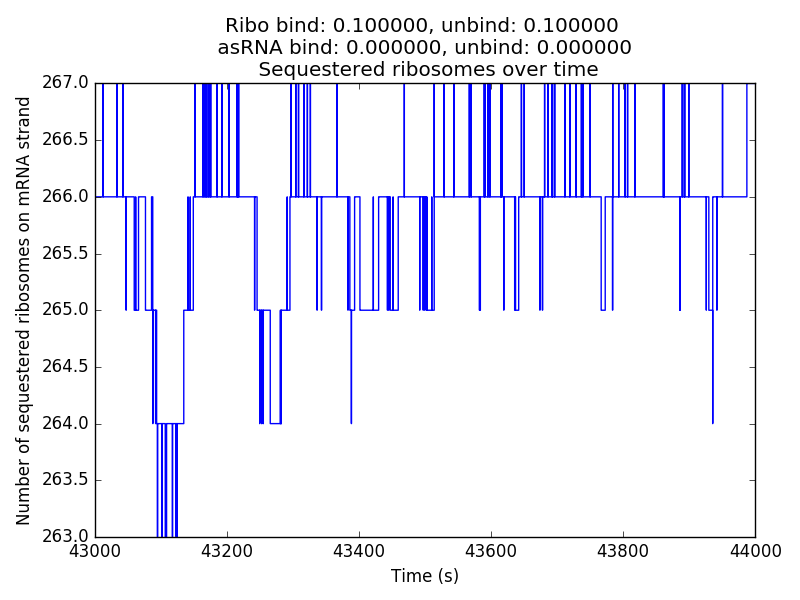 Ribo bind: 0.100000, unbind: 0.100000
asRNA bind: 0.000000, unbind: 0.000000
Sequestered ribosomes over time
Number of sequestered ribosomes on mRNA strand
267.0
266.5
266.0
265.5
265.0
264.5
264.0
263.5
263.0
43000 43200 43400 43600 43800 44000
Time (s)